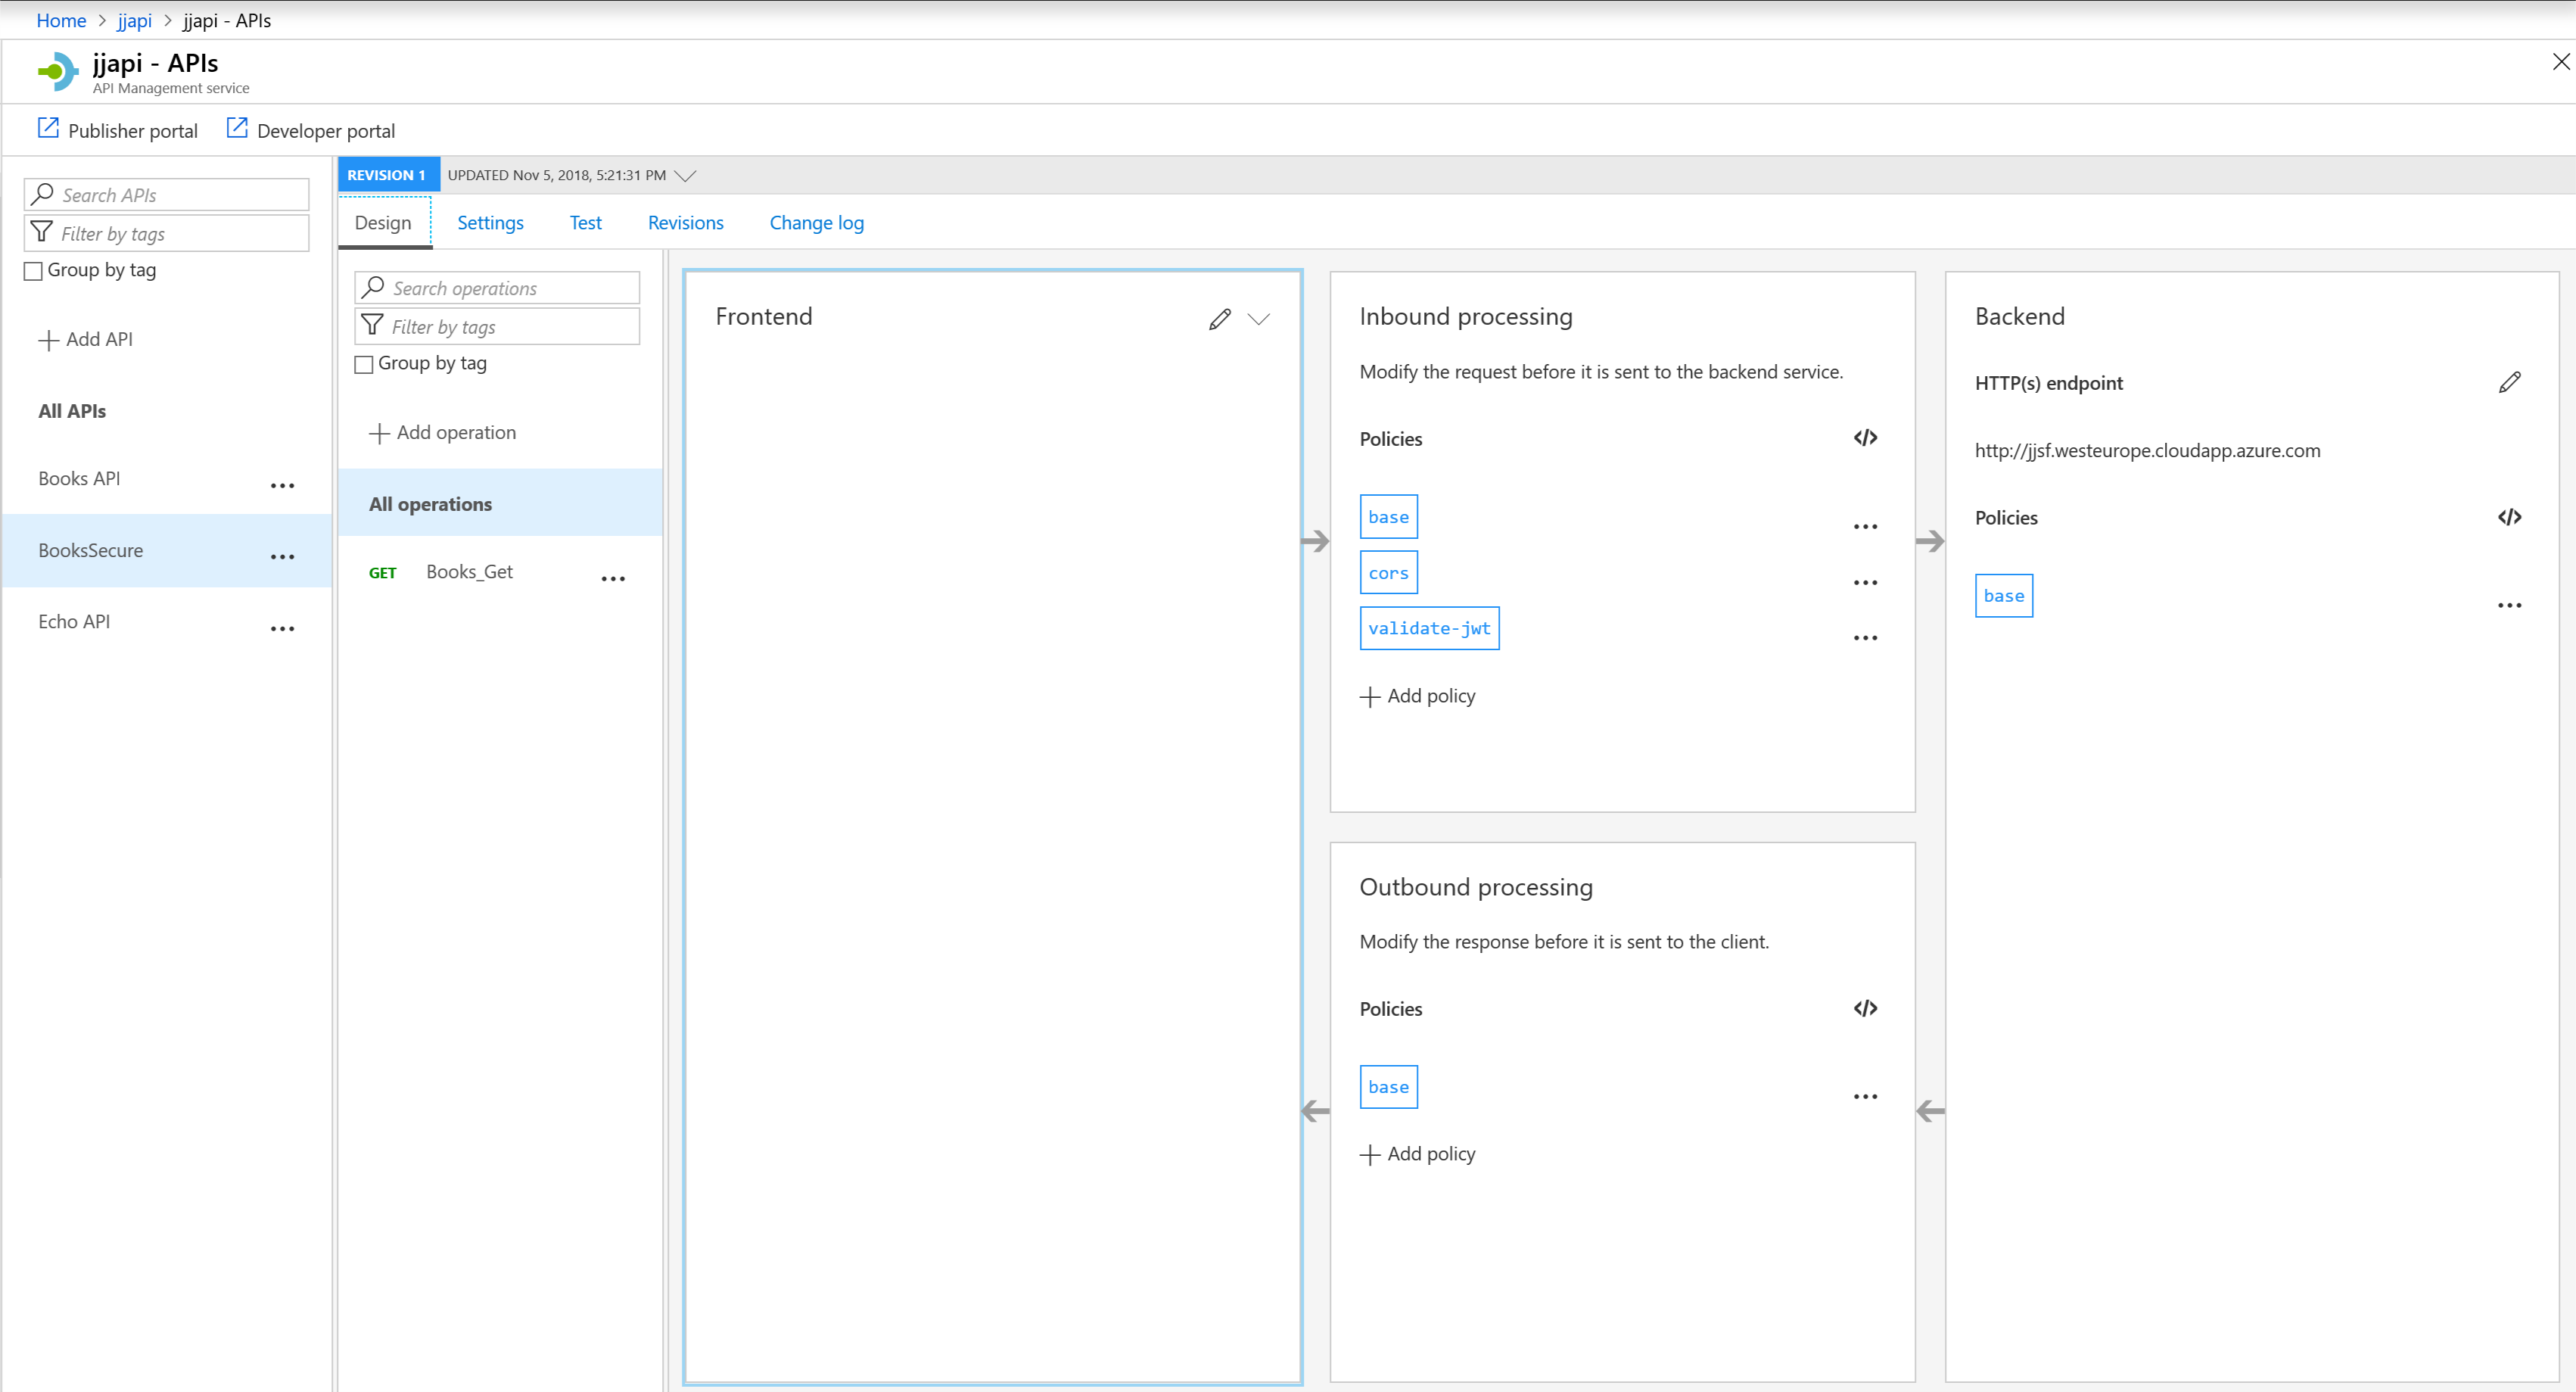 Home > jjapi > jjapi - APIs
jjapi - APIs
API Management service
Publisher portal
Developer portal
Search APIs
Filter by tags
Group by tag
Add API
All APIs
Books API
BooksSecure
Echo API
REVISION 1
UPDATED Nov 5, 2018, 5:21:31 PM
Design
Settings
Test
Revisions
Change log
Search operations
Filter by tags
Group by tag
Add operation
All operations
GET Books_Get
Frontend
Inbound processing
Modify the request before it is sent to the backend service.
Policies
</>
base
cors
validate-jwt
Add policy
Outbound processing
Modify the response before it is sent to the client.
Policies
</>
base
Add policy
Backend
HTTP(s) endpoint
http://jjsf.westeurope.cloudapp.azure.com
Policies
</>
base